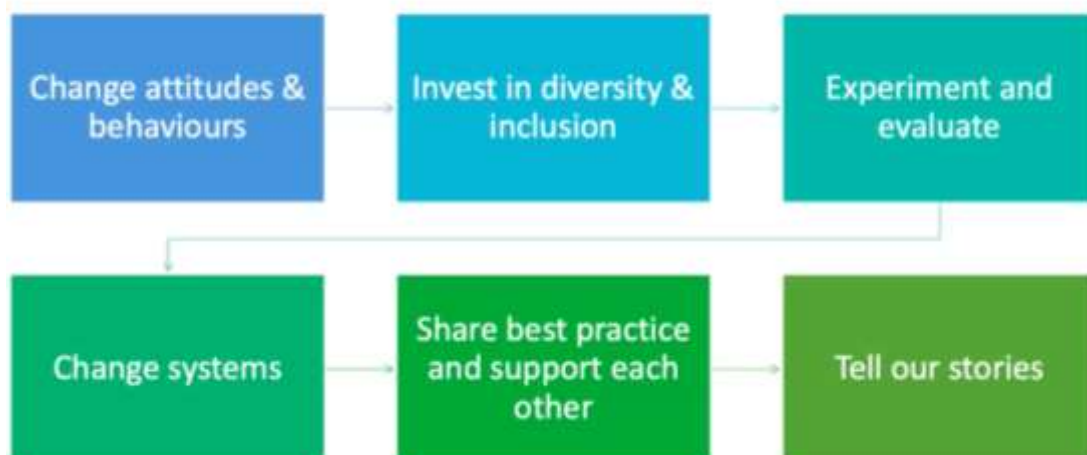 Change attitudes &
behaviours
Invest in diversity &
inclusion
Experiment and
evaluate
Change systems
Share best practice
and support each
other
Tell our stories